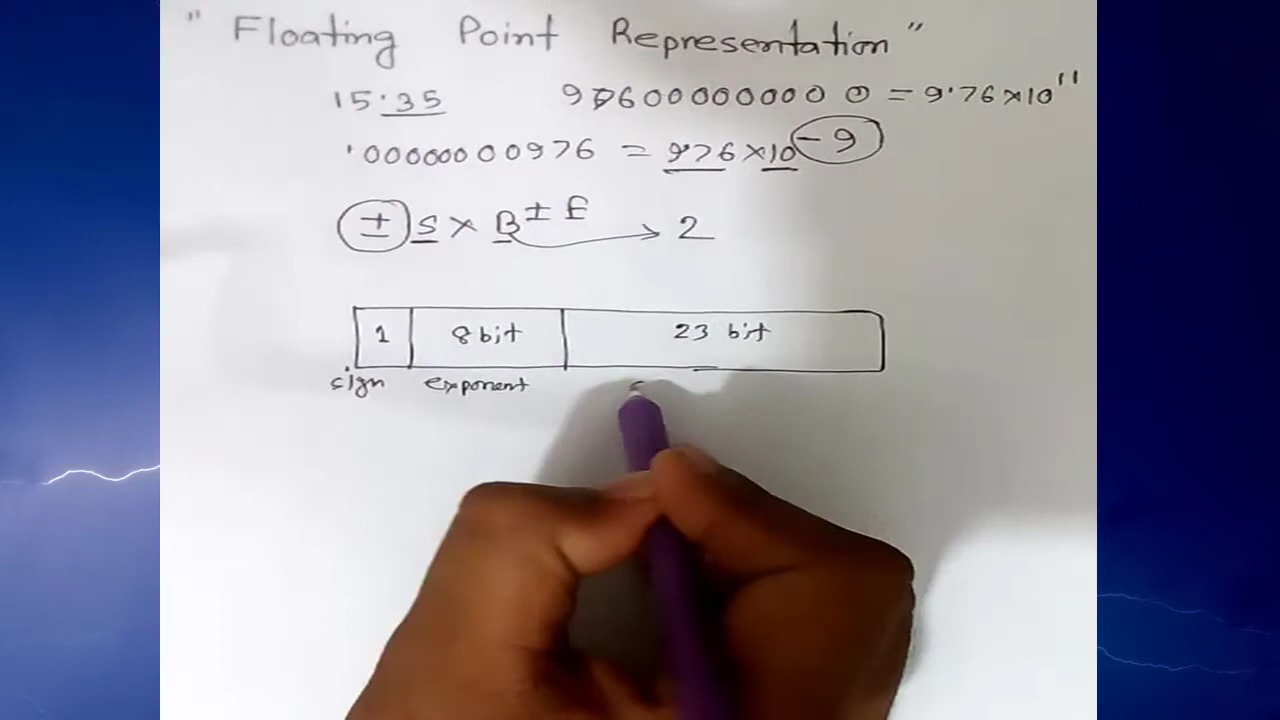 " Floating Point Representation "
15.35 97600000000 0 = 9.76×10¹¹
.00000000976 = 9.76×10⁻⁹
± S × B ± E → 2
1 8 bit 23 bit
sign exponent